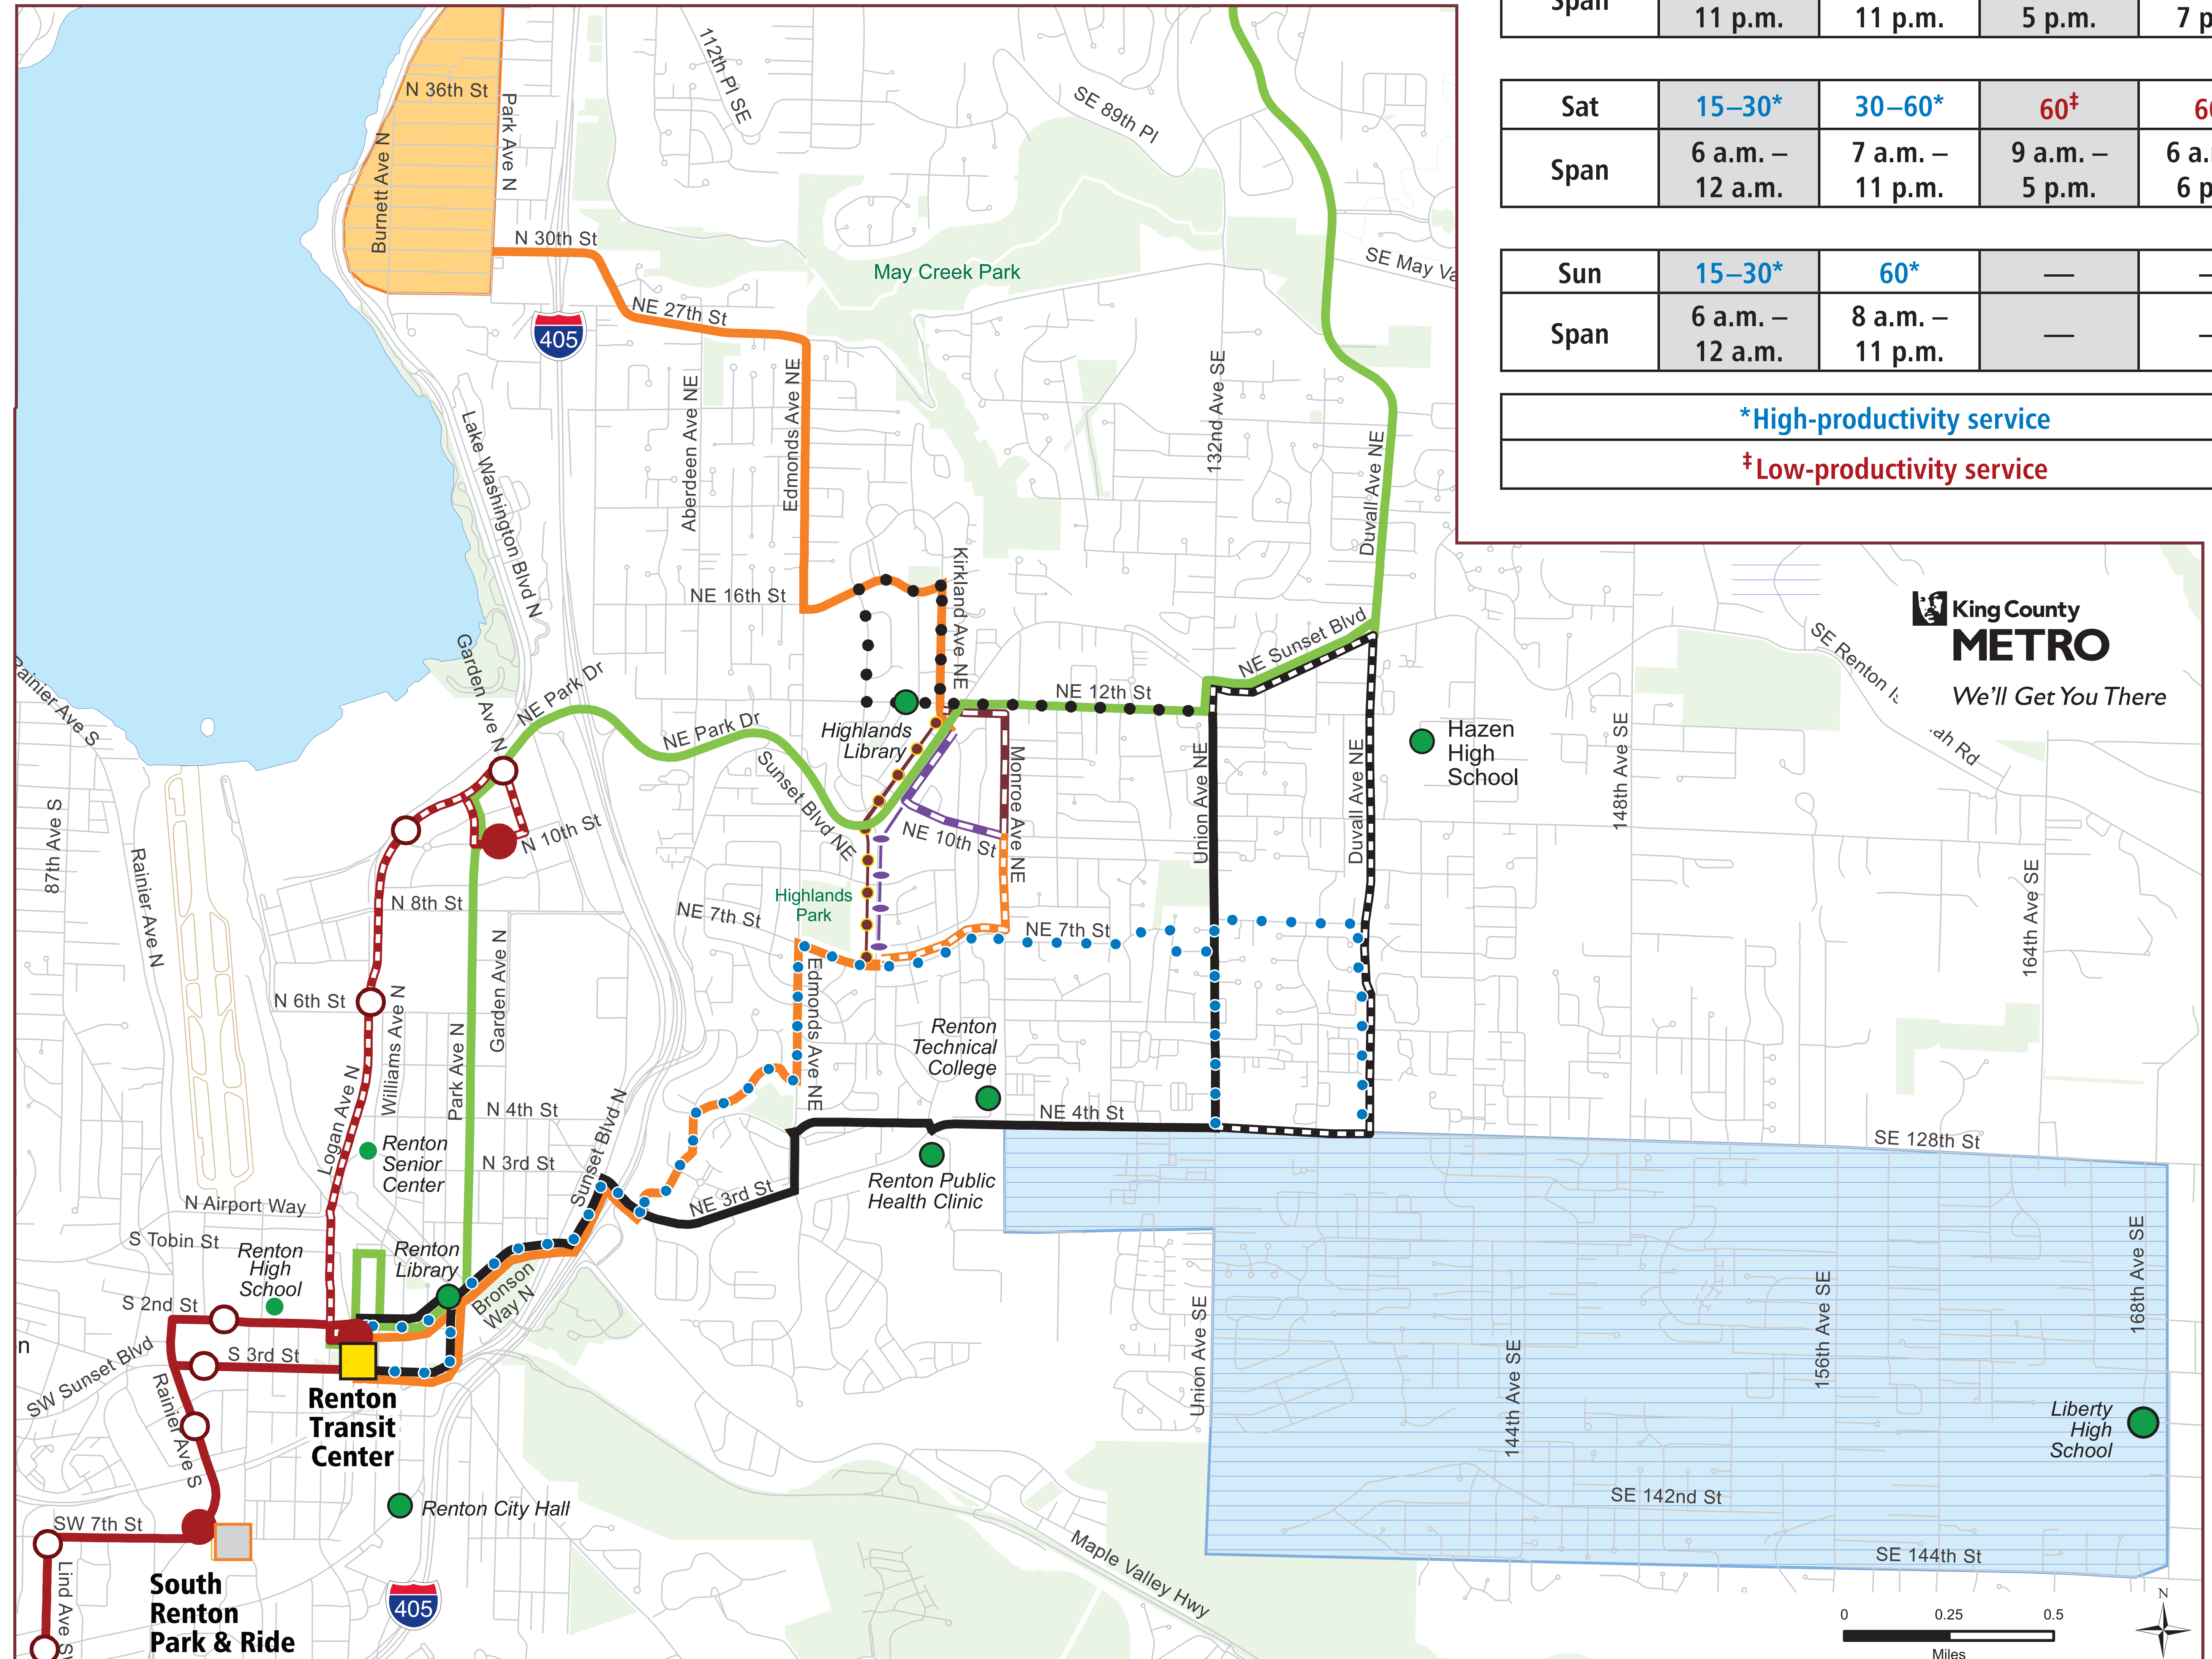 Span
11 p.m.
11 p.m.
5 p.m.
Sat
15–30*
30–60*
60‡
Span
6 a.m. –
12 a.m.
7 a.m. –
11 p.m.
9 a.m. –
5 p.m.
Sun
15–30*
60*
—
Span
6 a.m. –
12 a.m.
8 a.m. –
11 p.m.
—
*High-productivity service
‡Low-productivity service
King County
METRO
We'll Get You There
N 36th St
Park Ave N
Burnett Ave N
N 30th St
405
NE 27th St
112th Pl SE
SE 89th Pl
May Creek Park
SE May Va
132nd Ave SE
Duvall Ave NE
Edmonds Ave NE
Aberdeen Ave NE
Lake Washington Blvd N
NE 16th St
Kirkland Ave NE
NE Sunset Blvd
SE Renton Is
ah Rd
Garden Ave N
NE Park Dr
NE Park Dr
NE 12th St
Highlands
Library
Sunset Blvd NE
Monroe Ave NE
Union Ave NE
Duvall Ave NE
Hazen
High
School
148th Ave SE
164th Ave SE
Rainier Ave S
87th Ave S
Rainier Ave N
N 10th St
NE 10th St
N 8th St
Highlands
Park
NE 7th St
NE 7th St
Garden Ave N
N 6th St
Williams Ave N
Park Ave N
Logan Ave N
Edmonds Ave NE
Renton
Technical
College
N 4th St
NE 4th St
Sunset Blvd N
Renton
Senior
Center
N 3rd St
NE 3rd St
Renton Public
Health Clinic
SE 128th St
N Airport Way
S Tobin St
Renton
High
School
Renton
Library
Bronson
Way N
S 2nd St
S 3rd St
SW Sunset Blvd
n
Rainier Ave S
Renton
Transit
Center
Union Ave SE
144th Ave SE
156th Ave SE
168th Ave SE
Liberty
High
School
SE 142nd St
SE 144th St
Renton City Hall
SW 7th St
Lind Ave S
South
Renton
Park & Ride
405
Maple Valley Hwy
0
0.25
0.5
Miles
N